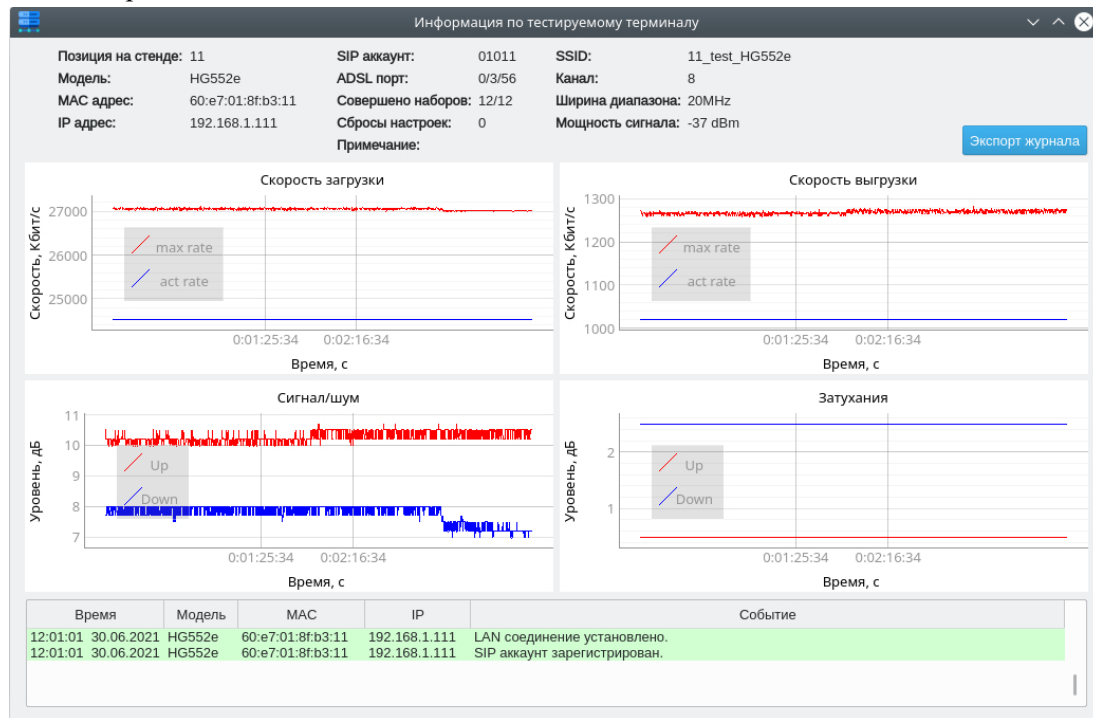 Информация по тестируемому терминалу
Позиция на стенде: 11
Модель: HG552e
MAC адрес: 60:e7:01:8f:b3:11
IP адрес: 192.168.1.111
SIP аккаунт: 01011
ADSL порт: 0/3/56
Совершено наборов: 12/12
Сбросы настроек: 0
Примечание:
SSID: 11_test_HG552e
Канал: 8
Ширина диапазона: 20MHz
Мощность сигнала: -37 dBm
Экспорт журнала
Скорость загрузки
Скорость, Кбит/с
27000
26000
25000
max rate
act rate
0:01:25:34 0:02:16:34
Время, с
Скорость выгрузки
Скорость, Кбит/с
1300
1200
1100
1000
max rate
act rate
0:01:25:34 0:02:16:34
Время, с
Сигнал/шум
Уровень, дБ
11
10
9
8
7
Up
Down
0:01:25:34 0:02:16:34
Время, с
Затухания
Уровень, дБ
2
1
Up
Down
0:01:25:34 0:02:16:34
Время, с
Время Модель MAC IP Событие
12:01:01 30.06.2021 HG552e 60:e7:01:8f:b3:11 192.168.1.111 LAN соединение установлено.
12:01:01 30.06.2021 HG552e 60:e7:01:8f:b3:11 192.168.1.111 SIP аккаунт зарегистрирован.